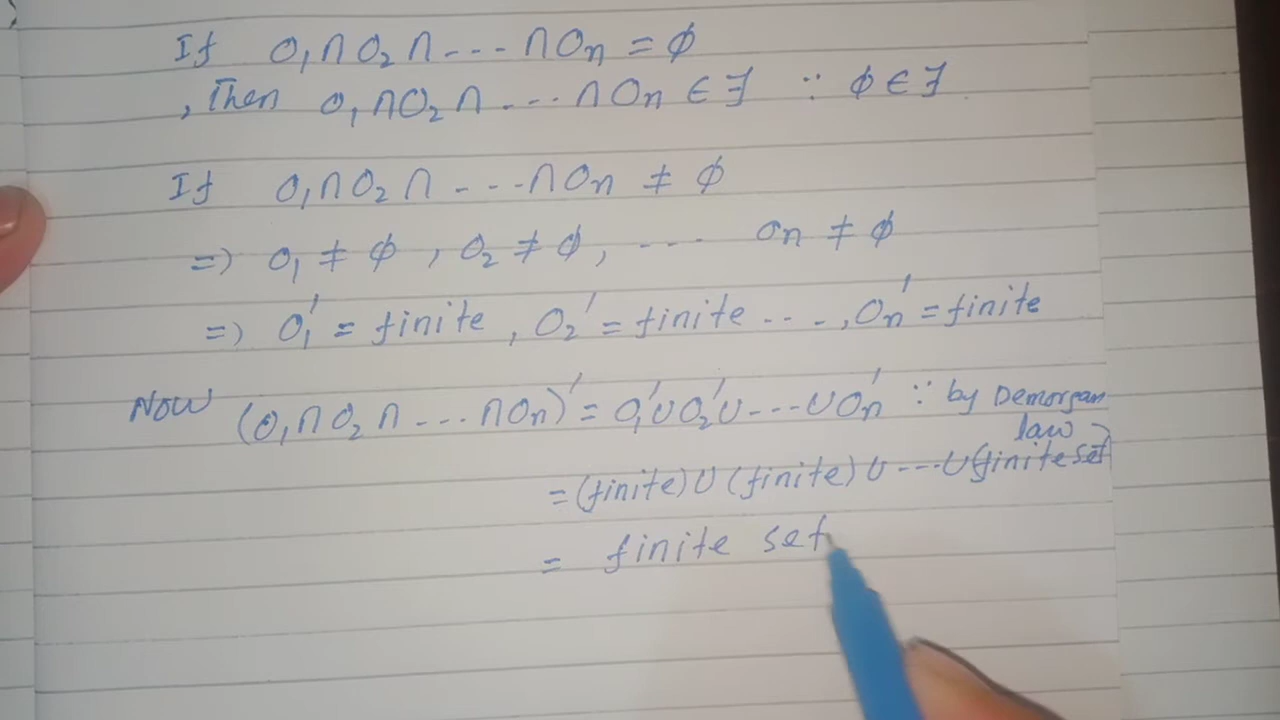 If O₁∩O₂∩---∩Oₙ = ϕ
, Then O₁∩O₂∩---∩Oₙ ∈ ℑ ∵ ϕ ∈ ℑ
If O₁∩O₂∩---∩Oₙ ≠ ϕ
=> O₁ ≠ ϕ , O₂ ≠ ϕ, --- Oₙ ≠ ϕ
=> O₁' = finite , O₂' = finite ---, Oₙ' = finite
Now (O₁∩O₂∩---∩Oₙ)' = O₁'∪O₂'∪---∪Oₙ' ∵ by Demorgan
law
= (finite)∪(finite)∪---∪(finite set)
= finite set